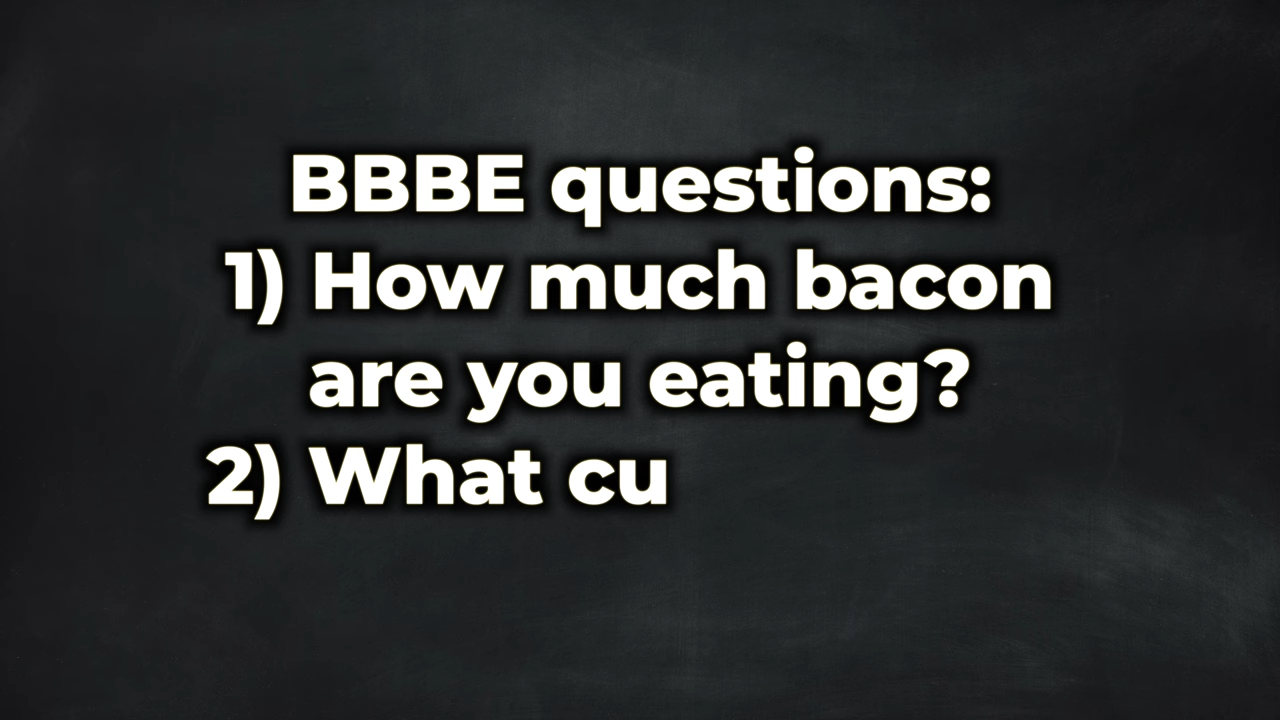 BBBE questions:
1) How much bacon
are you eating?
2) What cu